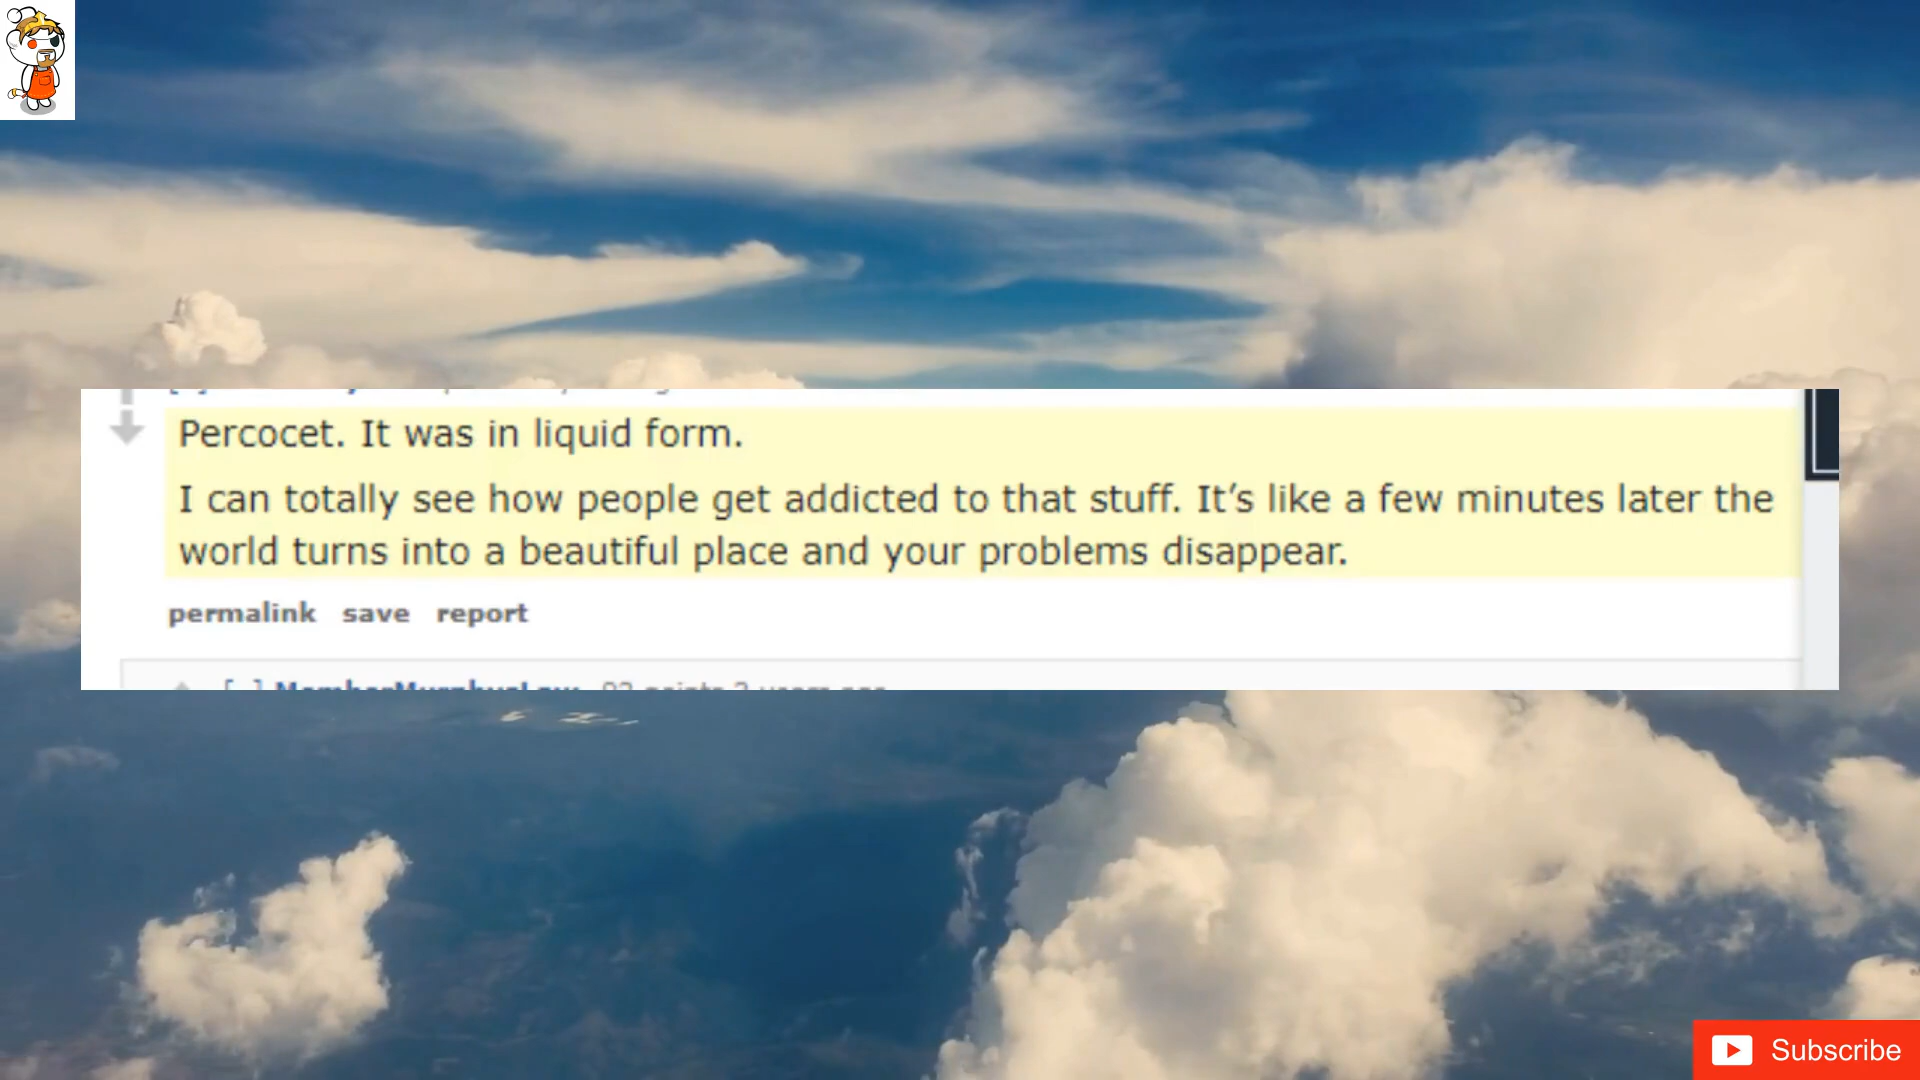 Percocet. It was in liquid form.
I can totally see how people get addicted to that stuff. It’s like a few minutes later the
world turns into a beautiful place and your problems disappear.
permalink save report
Subscribe